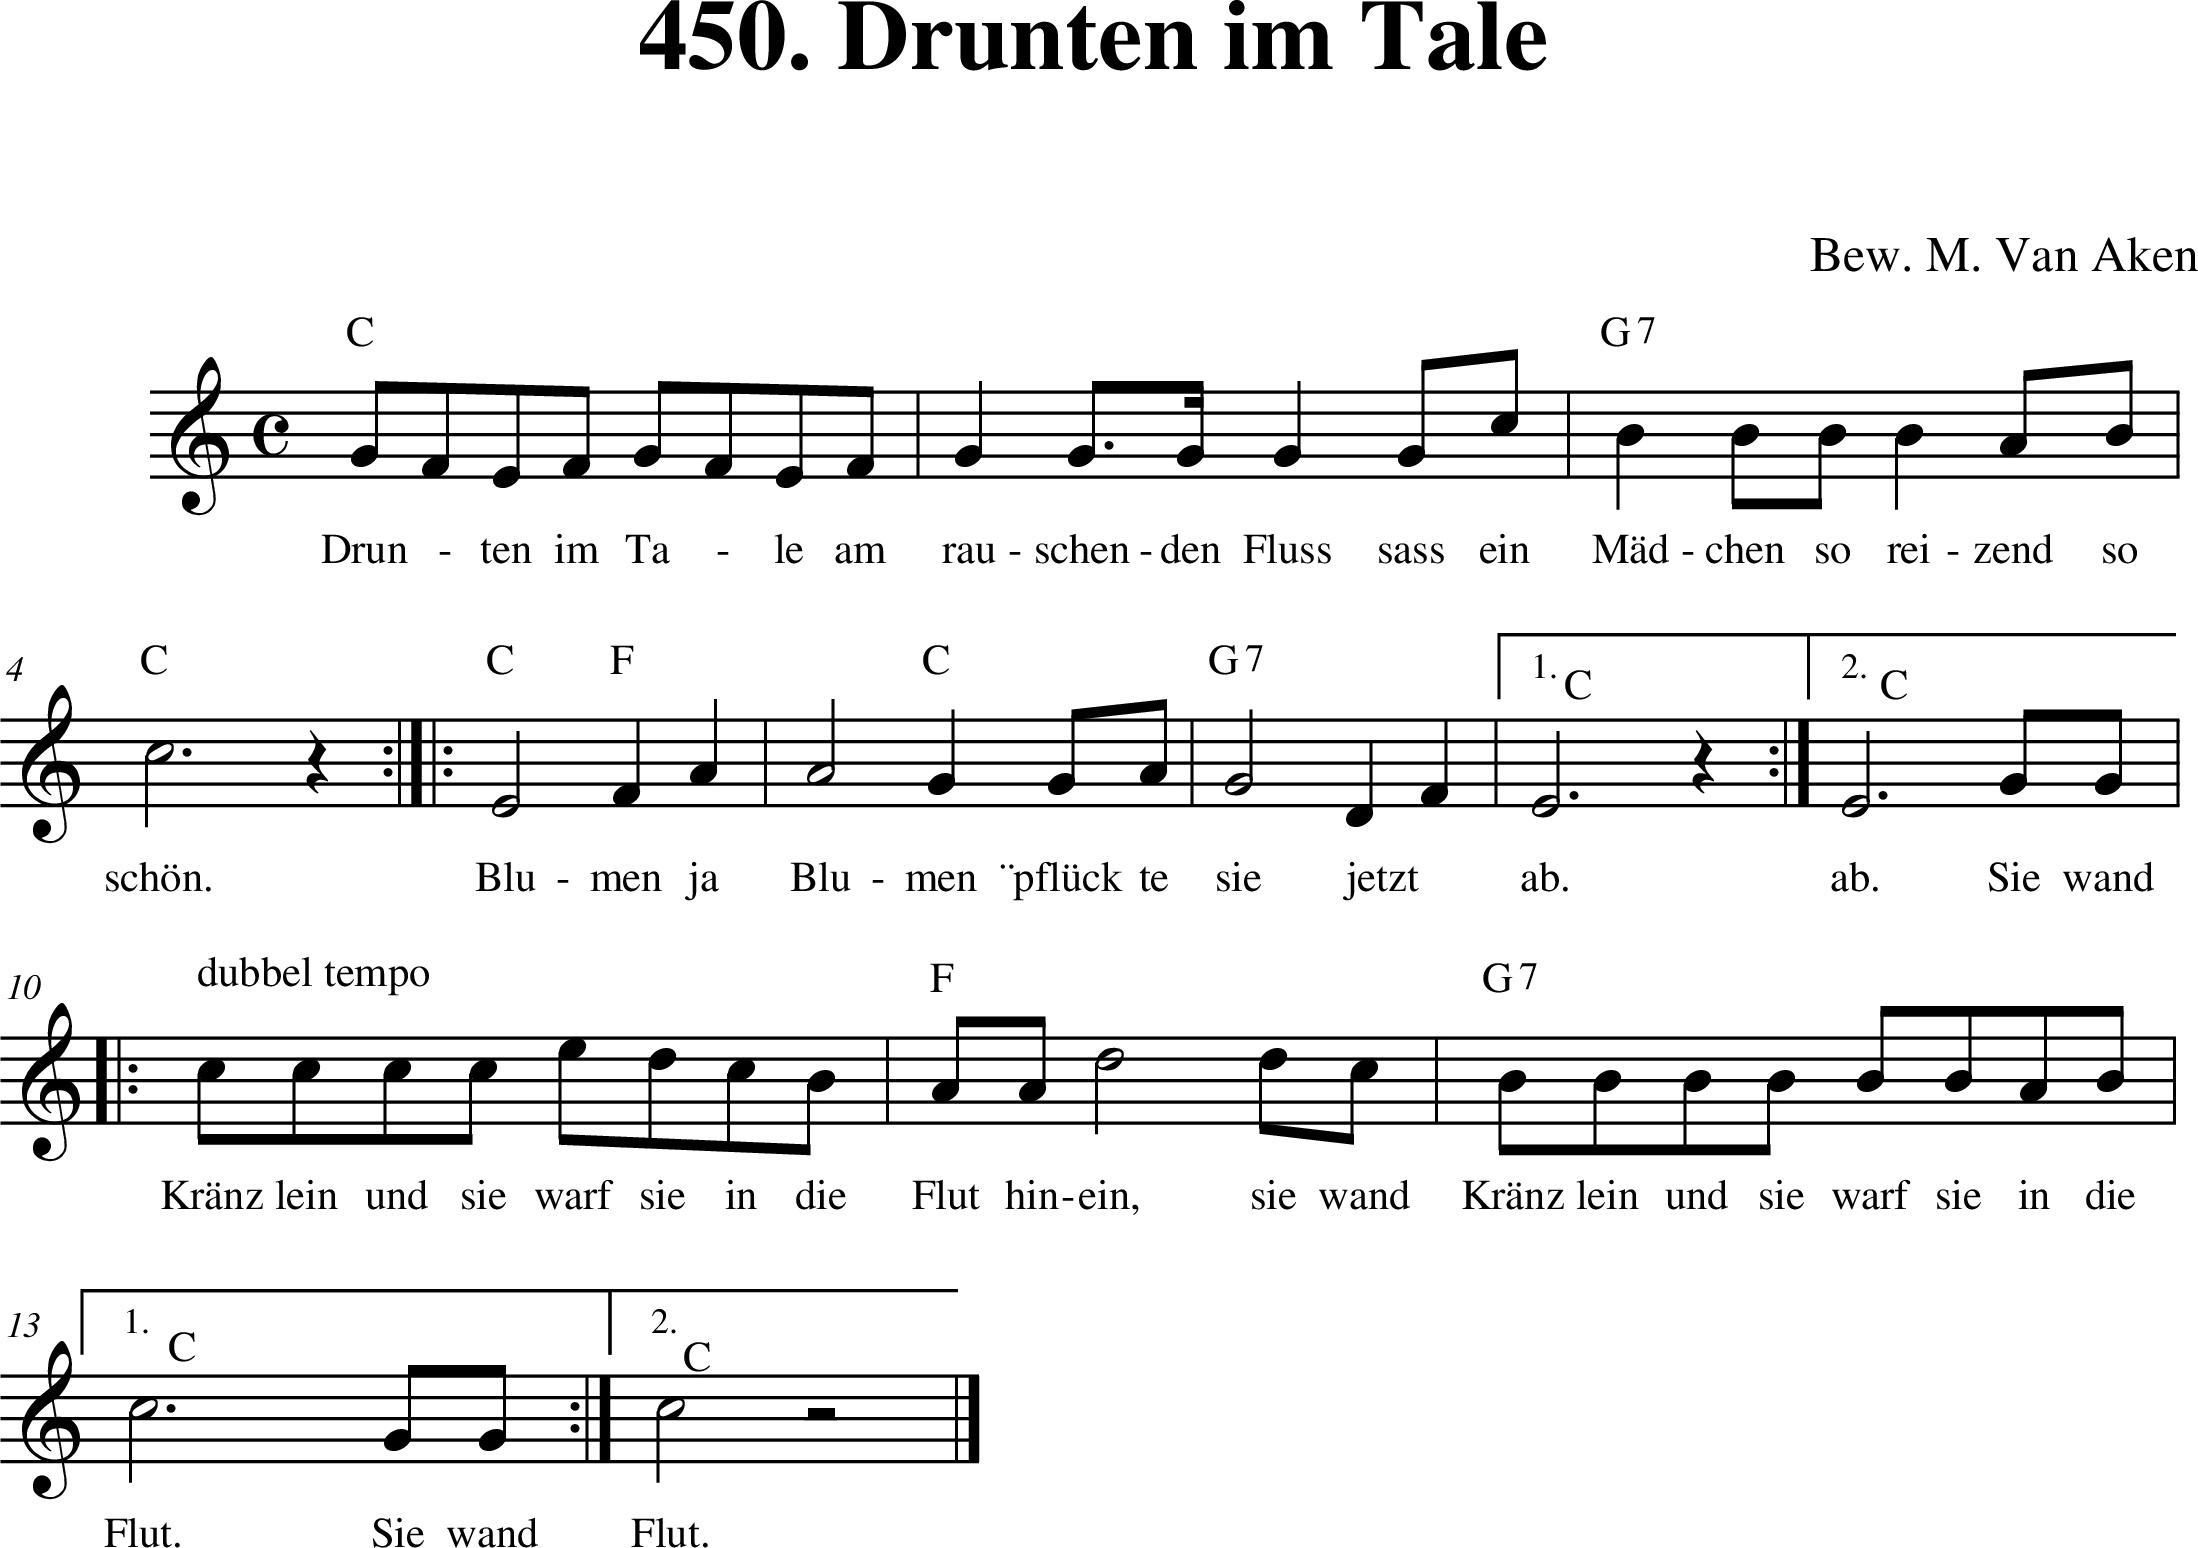 450. Drunten im Tale
Bew. M. Van Aken
C G7
Drun - ten im Ta - le am rau - schen - den Fluss sass ein Mäd - chen so rei - zend so
4 C C F C G7 1. C 2. C
schön. Blu - men ja Blu - men ¨pflück te sie jetzt ab. ab. Sie wand
dubbel tempo
10 F G7
Kränz lein und sie warf sie in die Flut hin-ein, sie wand Kränz lein und sie warf sie in die
13 1. C 2. C
Flut. Sie wand Flut.